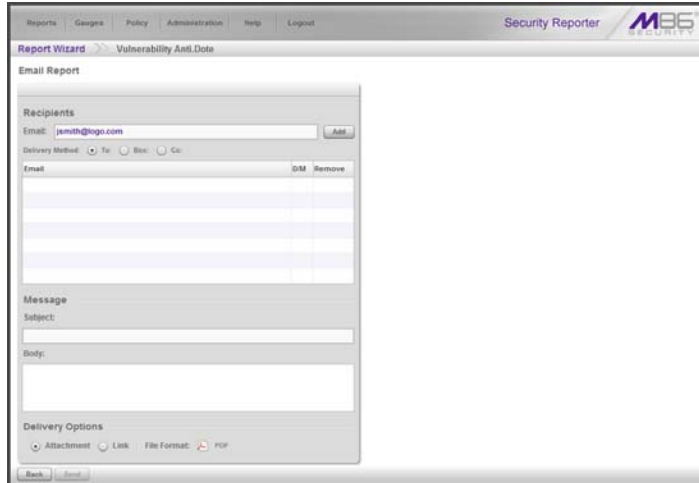 Reports Gauges Policy Administration Help Logout
Security Reporter
M86 SECURITY
Report Wizard Vulnerability Anti.Dote
Email Report
Recipients
Email: jsmith@logo.com Add
Delivery Method: To: Bcc: Cc:
Email D/M Remove
Message
Subject:
Body:
Delivery Options
Attachment Link File Format: PDF
Back Send